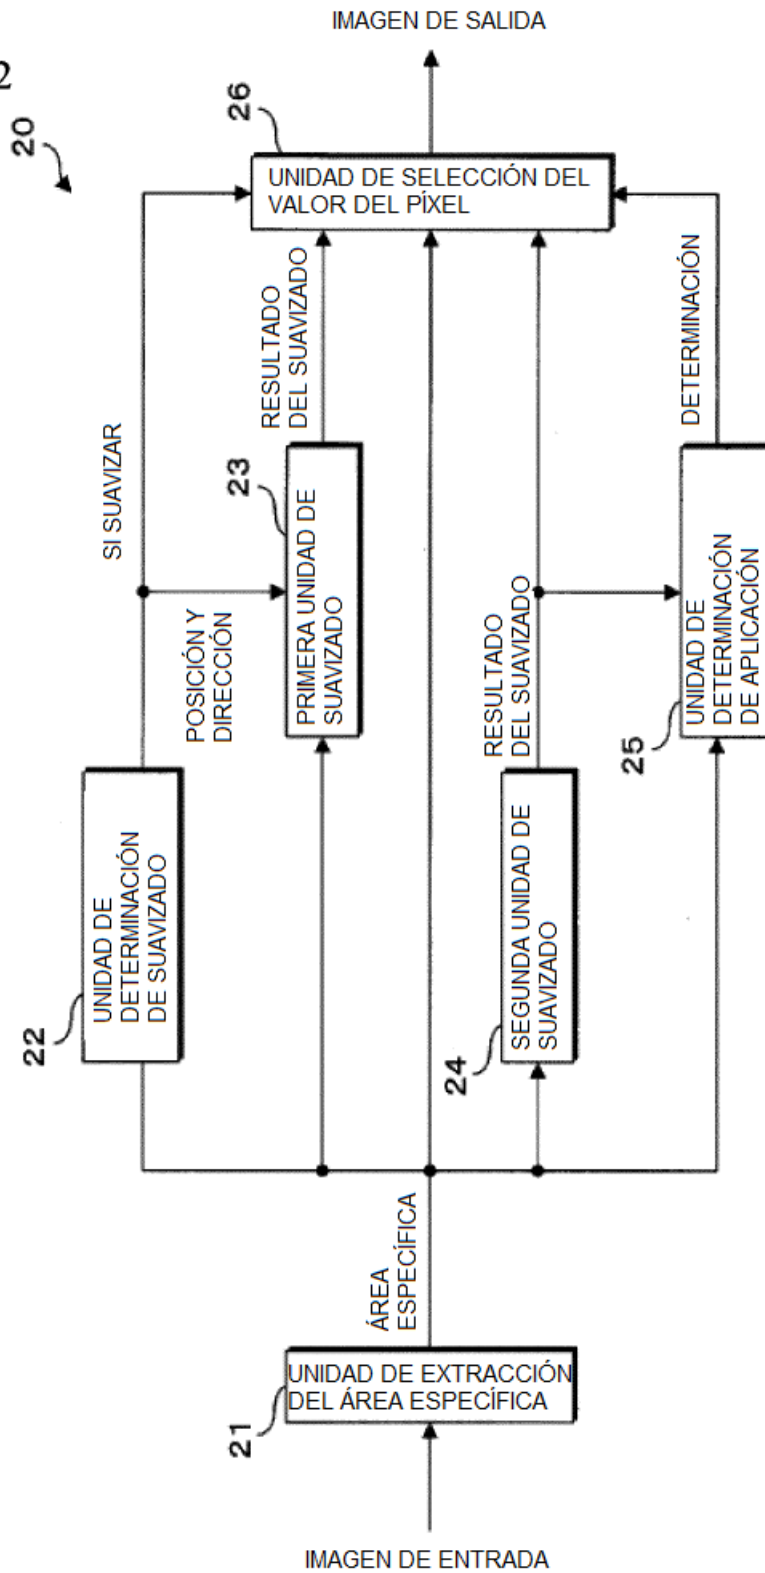 IMAGEN DE SALIDA
2
20
26
UNIDAD DE SELECCIÓN DEL
VALOR DEL PÍXEL
SI SUAVIZAR
RESULTADO
DEL SUAVIZADO
DETERMINACIÓN
23
PRIMERA UNIDAD DE
SUAVIZADO
POSICIÓN Y
DIRECCIÓN
RESULTADO
DEL SUAVIZADO
UNIDAD DE
DETERMINACIÓN
DE APLICACIÓN
25
UNIDAD DE
DETERMINACIÓN
DE SUAVIZADO
22
SEGUNDA UNIDAD DE
SUAVIZADO
24
ÁREA
ESPECÍFICA
UNIDAD DE EXTRACCIÓN
DEL ÁREA ESPECÍFICA
21
IMAGEN DE ENTRADA